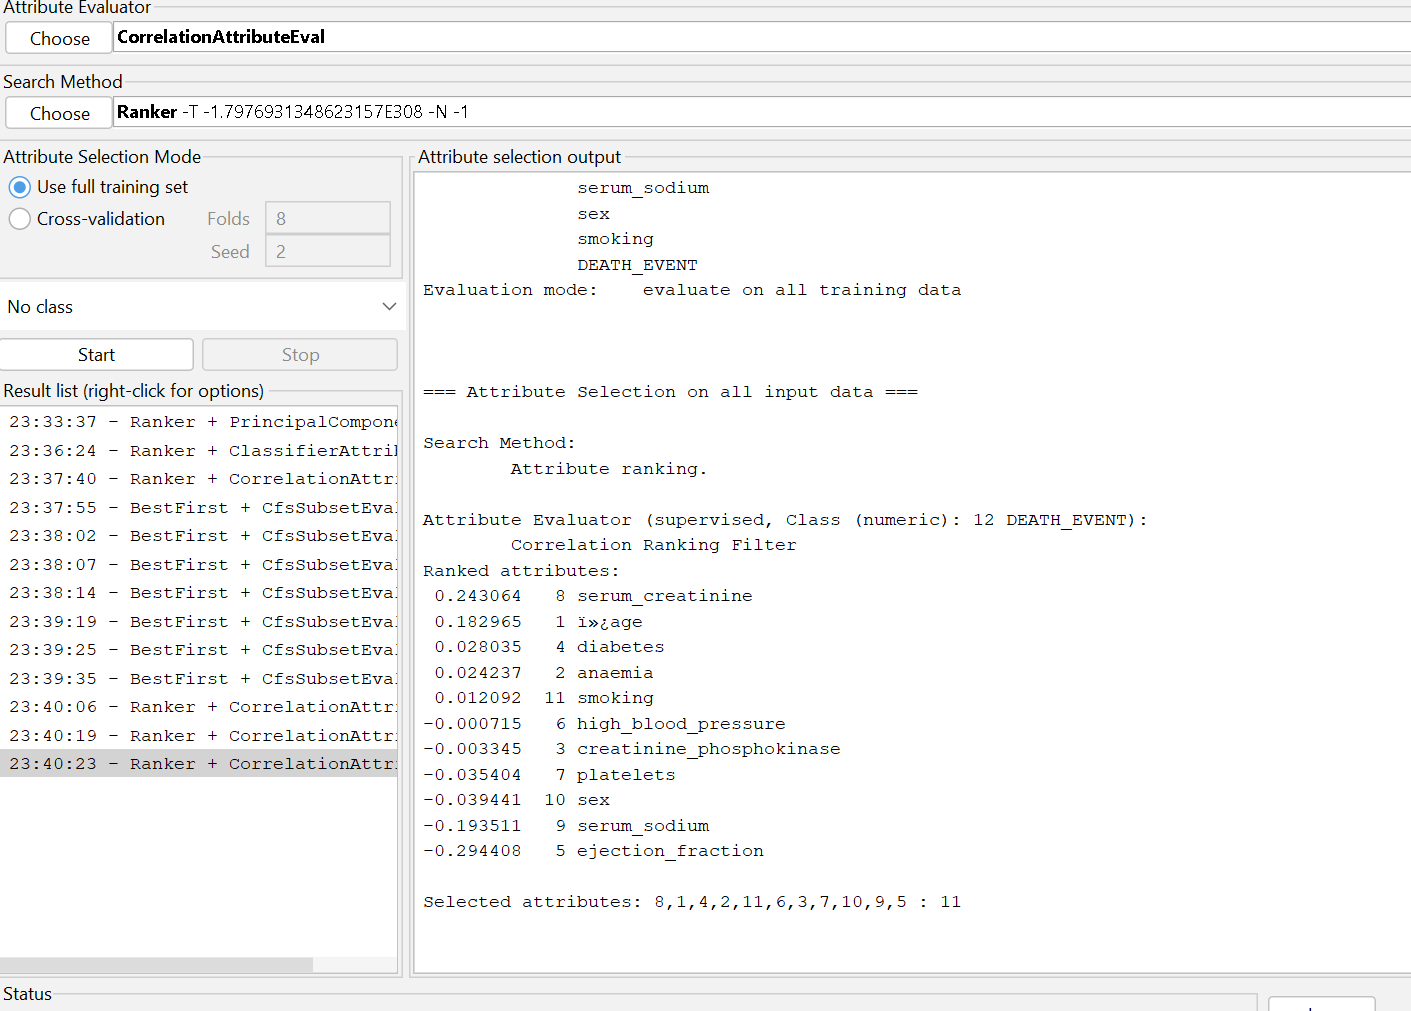 Attribute Evaluator
Choose CorrelationAttributeEval
Search Method
Choose Ranker -T -1.7976931348623157E308 -N -1
Attribute Selection Mode
Use full training set
Cross-validation Folds 8
Seed 2
No class
Start Stop
Result list (right-click for options)
23:33:37 - Ranker + PrincipalCompone
23:36:24 - Ranker + ClassifierAttril
23:37:40 - Ranker + CorrelationAttr
23:37:55 - BestFirst + CfsSubsetEval
23:38:02 - BestFirst + CfsSubsetEval
23:38:07 - BestFirst + CfsSubsetEval
23:38:14 - BestFirst + CfsSubsetEval
23:39:19 - BestFirst + CfsSubsetEval
23:39:25 - BestFirst + CfsSubsetEval
23:39:35 - BestFirst + CfsSubsetEval
23:40:06 - Ranker + CorrelationAttr
23:40:19 - Ranker + CorrelationAttr
23:40:23 - Ranker + CorrelationAttr
Attribute selection output
serum_sodium
sex
smoking
DEATH_EVENT
Evaluation mode: evaluate on all training data
=== Attribute Selection on all input data ===
Search Method:
Attribute ranking.
Attribute Evaluator (supervised, Class (numeric): 12 DEATH_EVENT):
Correlation Ranking Filter
Ranked attributes:
0.243064 8 serum_creatinine
0.182965 1 ï»¿age
0.028035 4 diabetes
0.024237 2 anaemia
0.012092 11 smoking
-0.000715 6 high_blood_pressure
-0.003345 3 creatinine_phosphokinase
-0.035404 7 platelets
-0.039441 10 sex
-0.193511 9 serum_sodium
-0.294408 5 ejection_fraction
Selected attributes: 8,1,4,2,11,6,3,7,10,9,5 : 11
Status